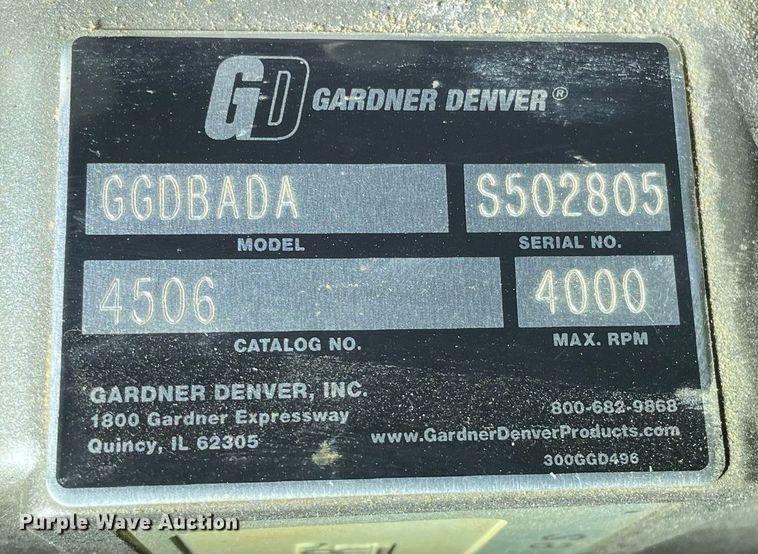 GD GARDNER DENVER®
GGDBADA S502805
MODEL SERIAL NO.
4506 4000
CATALOG NO. MAX. RPM
GARDNER DENVER, INC.
1800 Gardner Expressway 800-682-9868
Quincy, IL 62305 www.GardnerDenverProducts.com
300GGD496
Purple Wave Auction